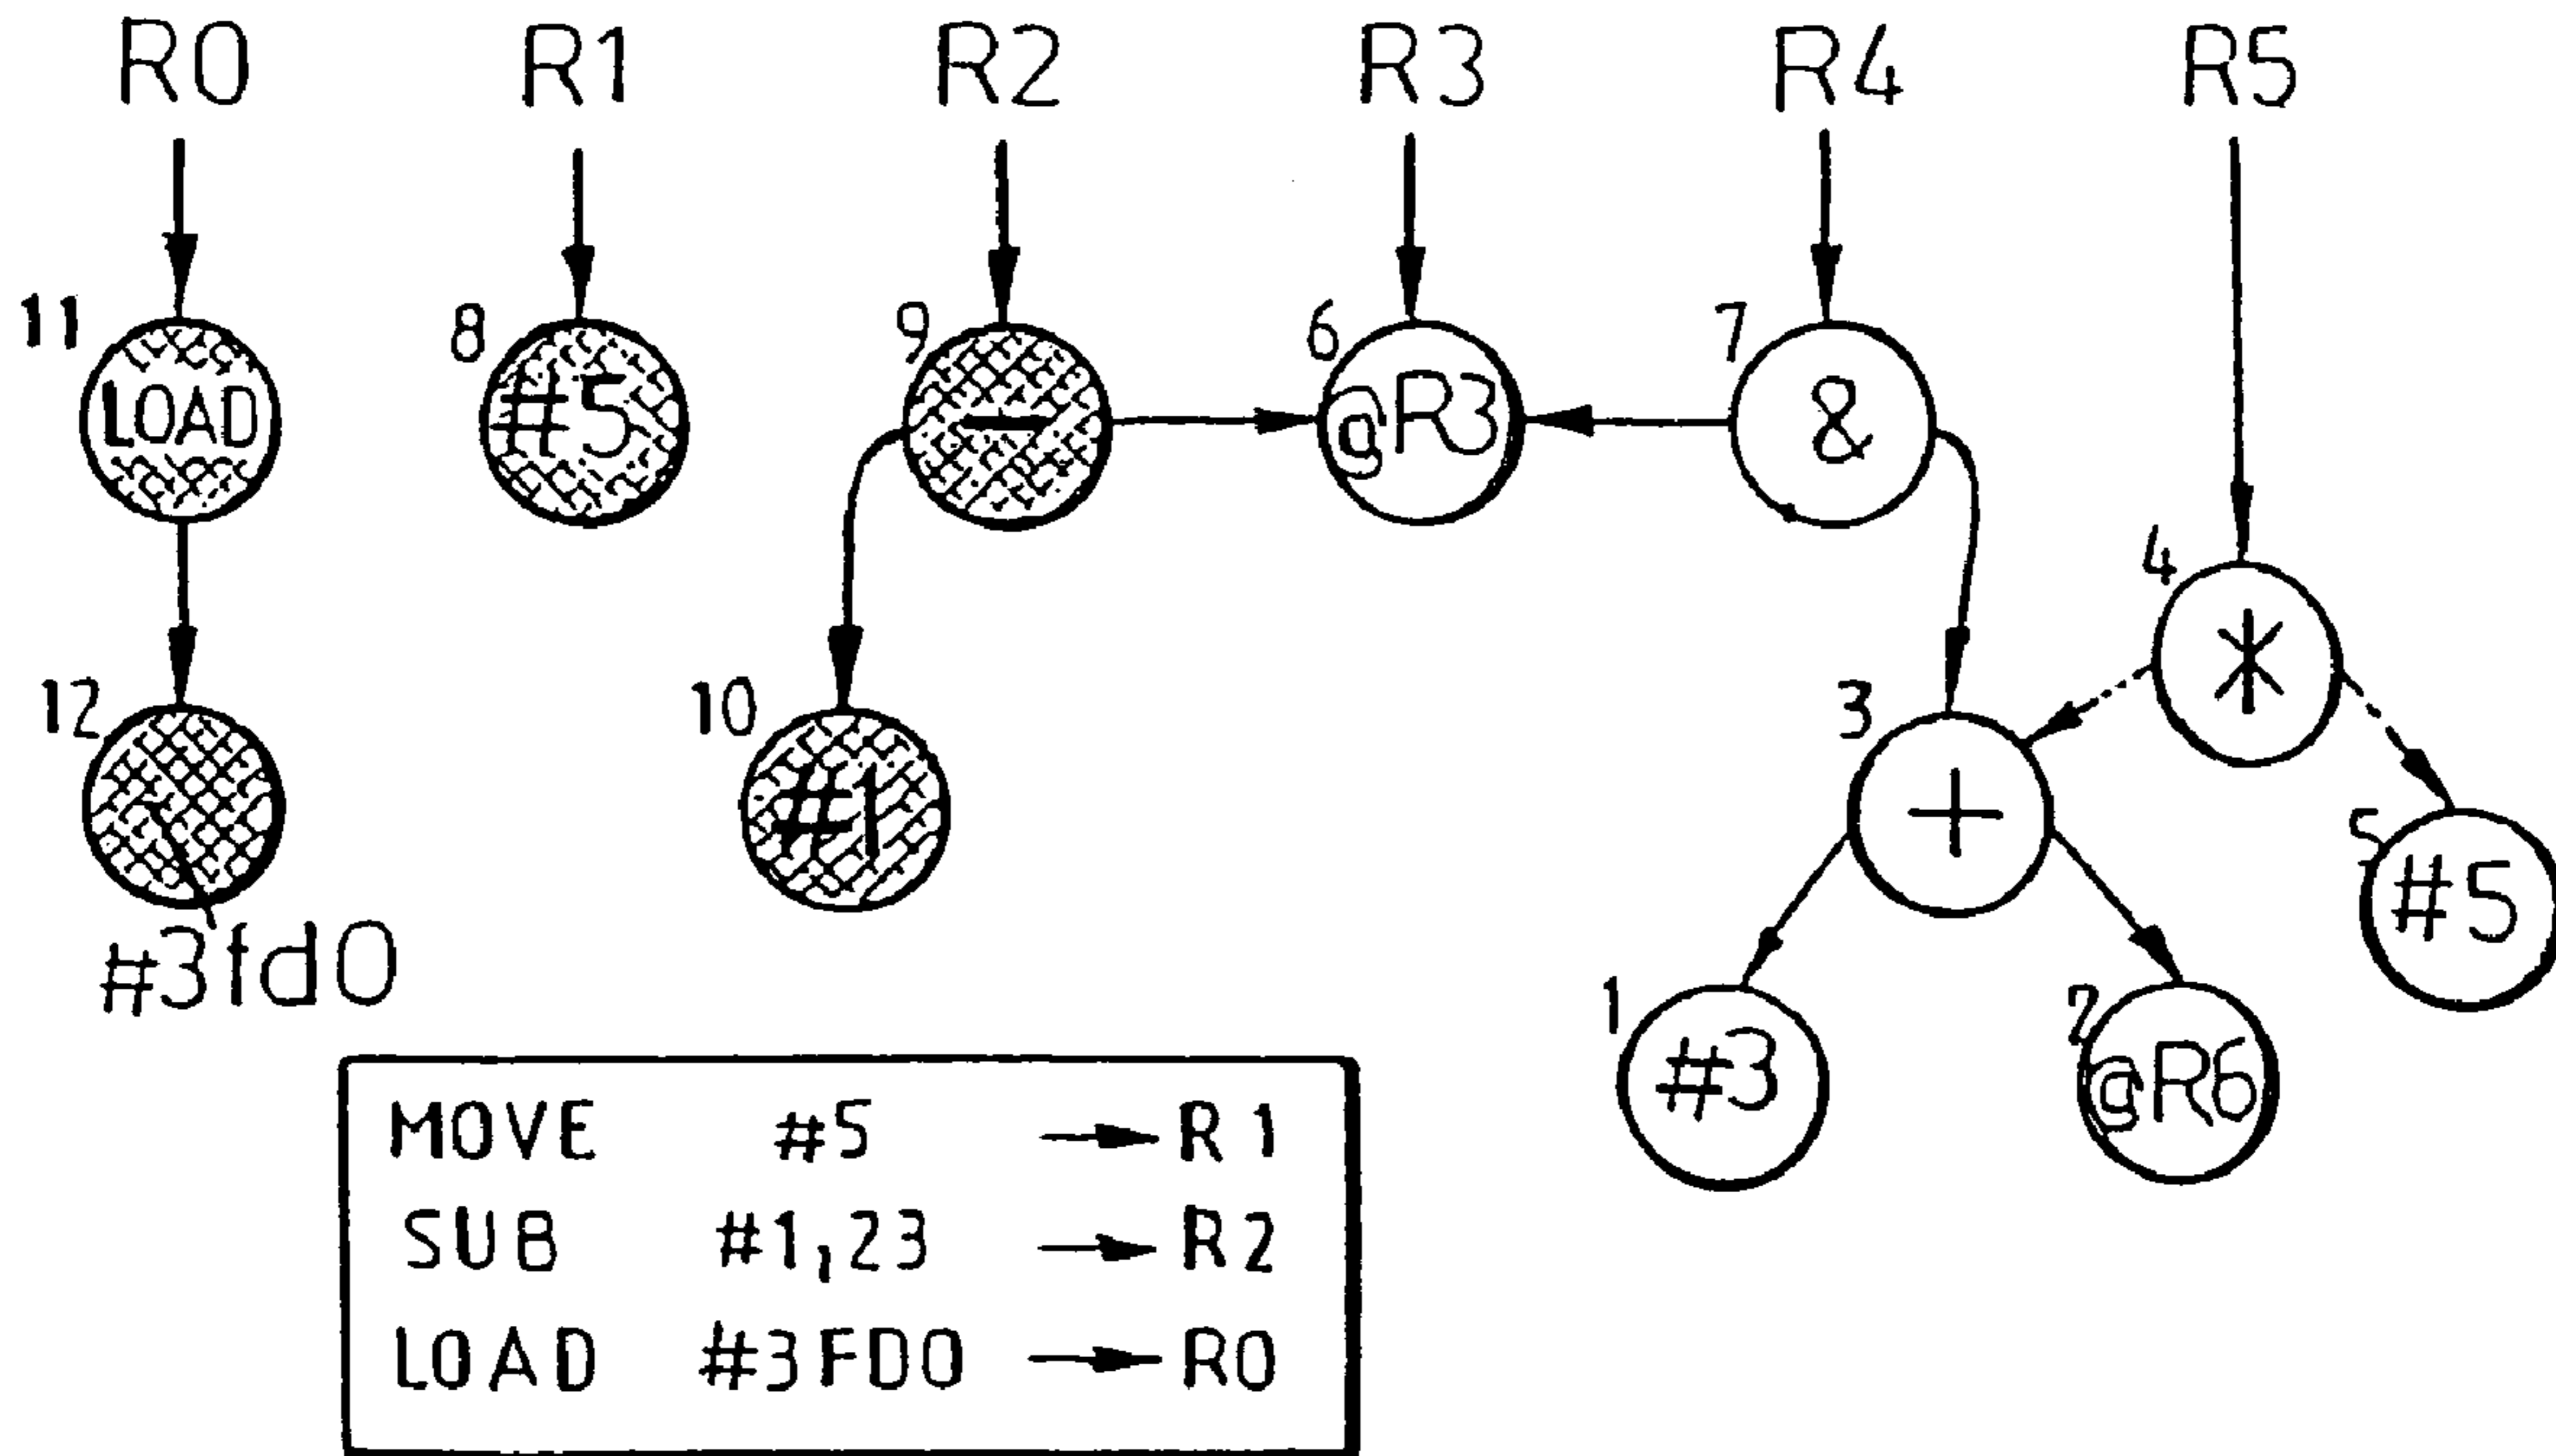 R0 R1 R2 R3 R4 R5
11 8 9 6 7
LOAD #5 - @R3 &
4
*
12 10 3
#1 + 5 #5
#3fd0
1 2
#3 @R6
MOVE #5 → R1
SUB #1,23 → R2
LOAD #3FD0 → R0